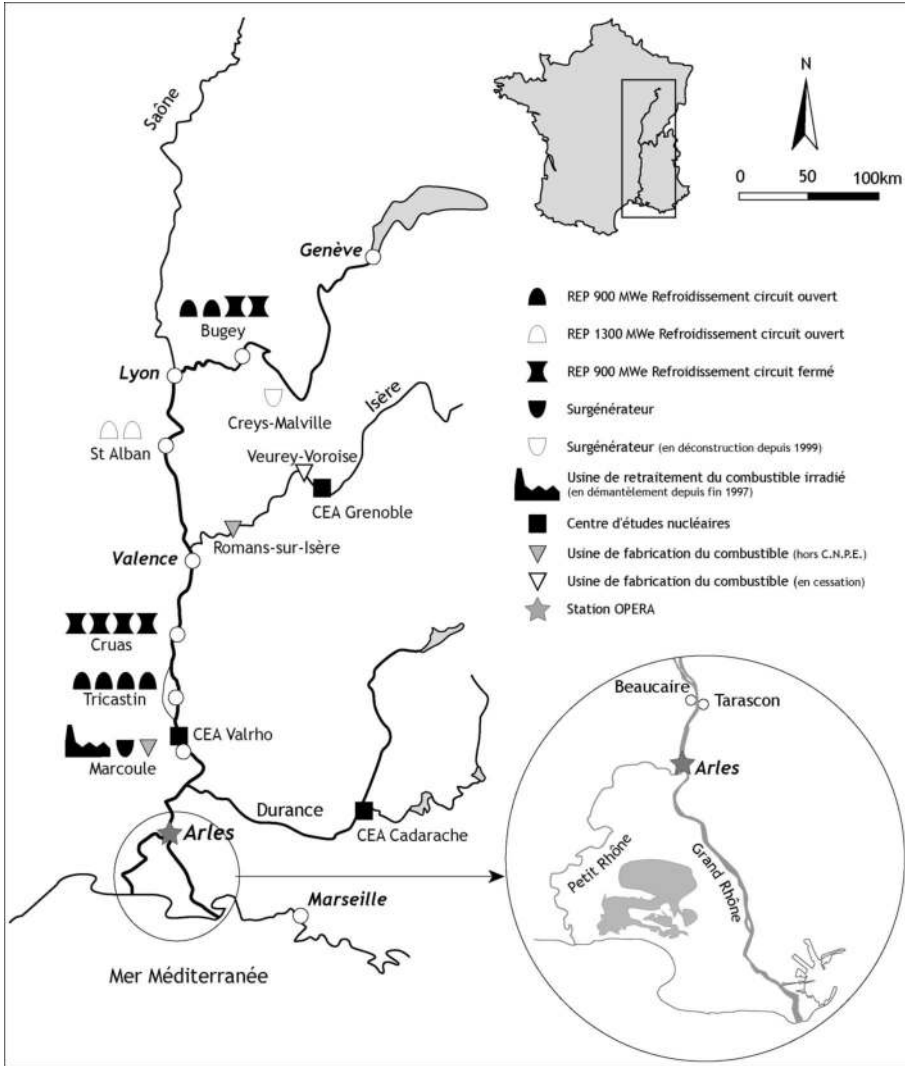 Saône
Genève
Bugey
Lyon
Creys-Malville
Isère
St Alban
Veurey-Voroise
CEA Grenoble
Romans-sur-Isère
Valence
Cruas
Tricastin
CEA Valrho
Marcoule
Durance
CEA Cadarache
Arles
Marseille
Mer Méditerranée
N
0 50 100km
REP 900 MWe Refroidissement circuit ouvert
REP 1300 MWe Refroidissement circuit ouvert
REP 900 MWe Refroidissement circuit fermé
Surgénérateur
Surgénérateur (en déconstruction depuis 1999)
Usine de retraitement du combustible irradié
(en démantèlement depuis fin 1997)
Centre d'études nucléaires
Usine de fabrication du combustible (hors C.N.P.E.)
Usine de fabrication du combustible (en cessation)
Station OPERA
Beaucaire
Tarascon
Arles
Petit Rhône
Grand Rhône